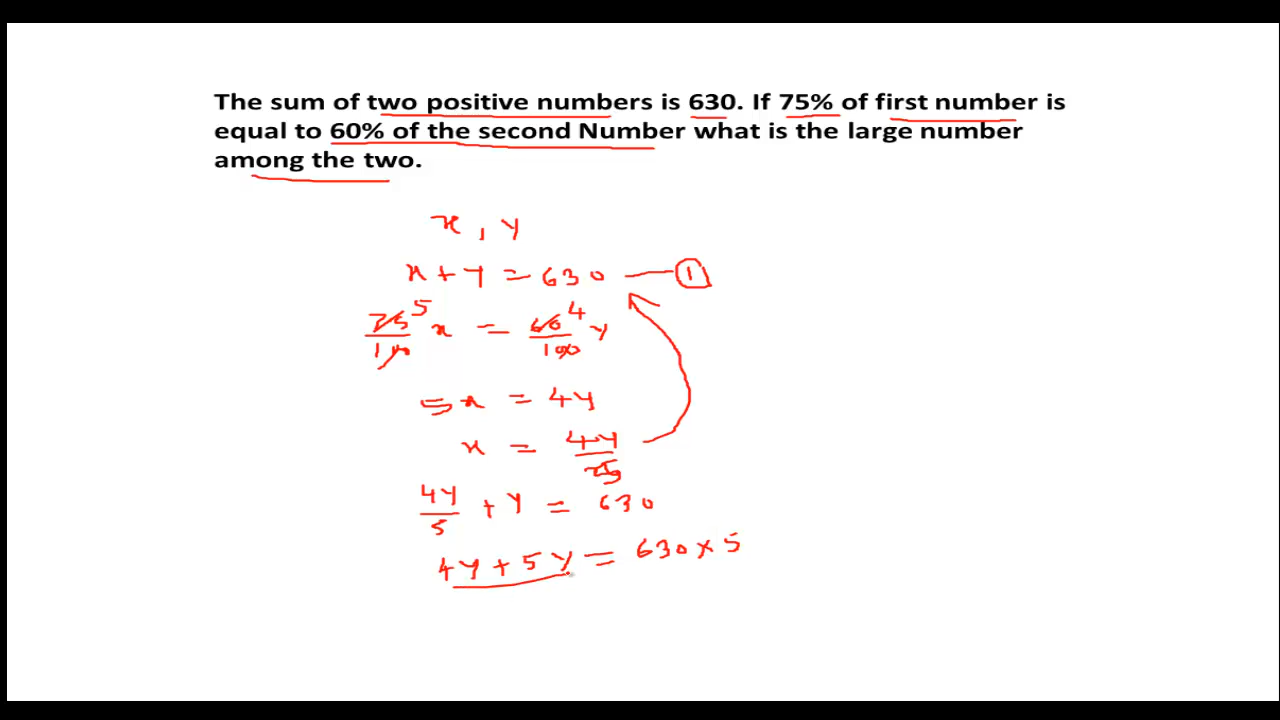 The sum of two positive numbers is 630. If 75% of first number is
equal to 60% of the second Number what is the large number
among the two.
x , y
x + y = 630 — ①
75/100 5 x = 60/100 4 y
5x = 4y
x = 4y/5
4y/5 + y = 630
4y + 5y = 630 × 5